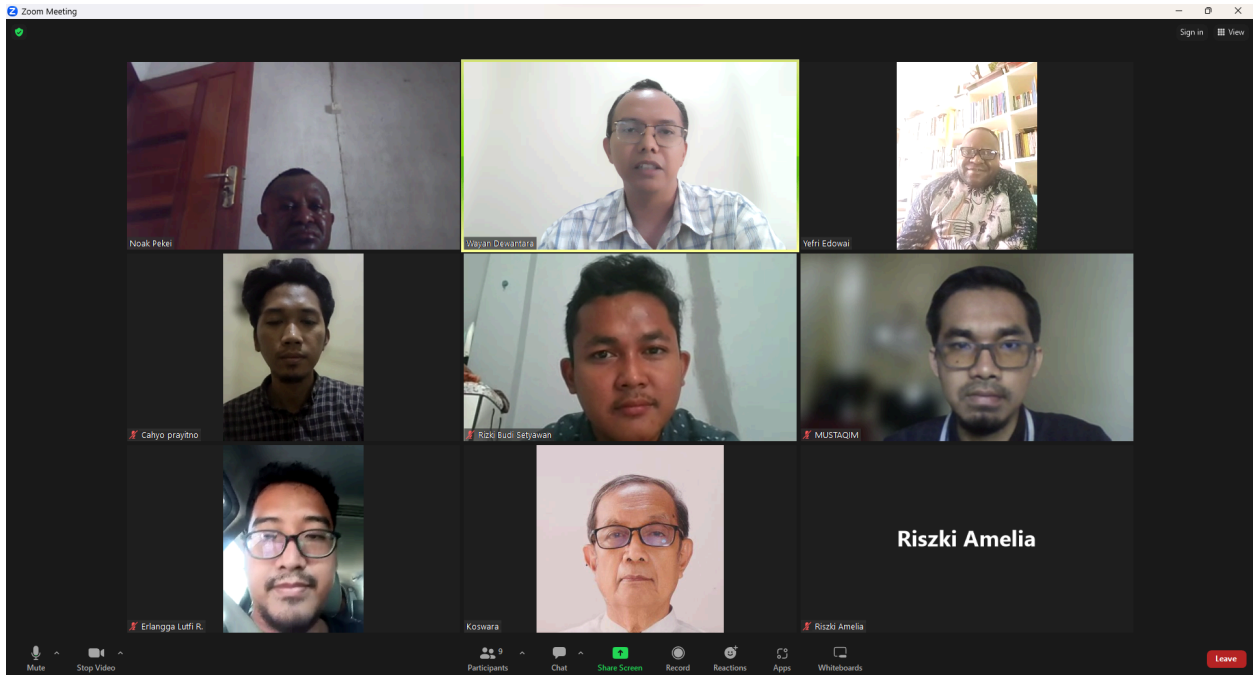 Zoom Meeting
Sign in
View
Noak Pekei
Wayan Dewantara
Yefri Edowai
Cahyo prayitno
Rizki Budi Setyawan
MUSTAQIM
Erlangga Lutfi R.
Koswara
Riszki Amelia
Riszki Amelia
Mute
Stop Video
Participants
9
Chat
Share Screen
Record
Reactions
Apps
Whiteboards
Leave